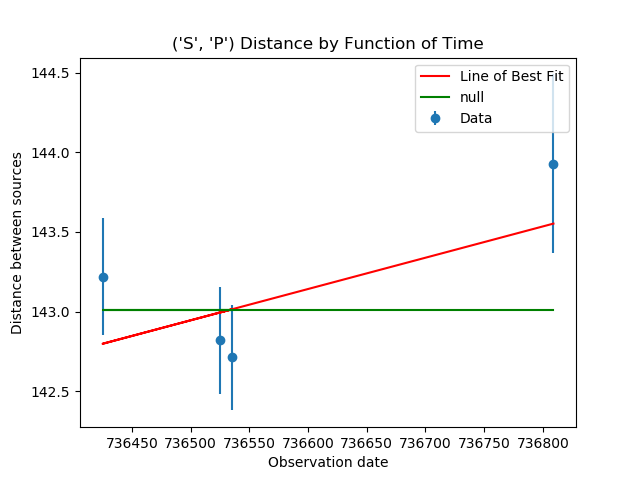 ('S', 'P') Distance by Function of Time
Distance between sources
144.5
144.0
143.5
143.0
142.5
Line of Best Fit
null
Data
736450 736500 736550 736600 736650 736700 736750 736800
Observation date